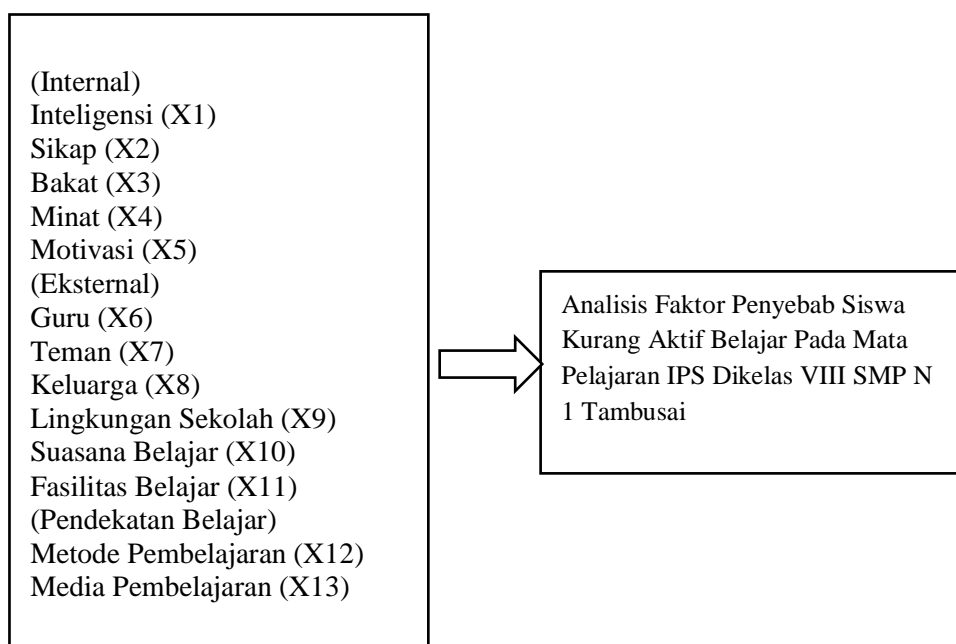 (Internal)
Inteligensi (X1)
Sikap (X2)
Bakat (X3)
Minat (X4)
Motivasi (X5)
(Eksternal)
Guru (X6)
Teman (X7)
Keluarga (X8)
Lingkungan Sekolah (X9)
Suasana Belajar (X10)
Fasilitas Belajar (X11)
(Pendekatan Belajar)
Metode Pembelajaran (X12)
Media Pembelajaran (X13)
Analisis Faktor Penyebab Siswa
Kurang Aktif Belajar Pada Mata
Pelajaran IPS Dikelas VIII SMP N
1 Tambusai